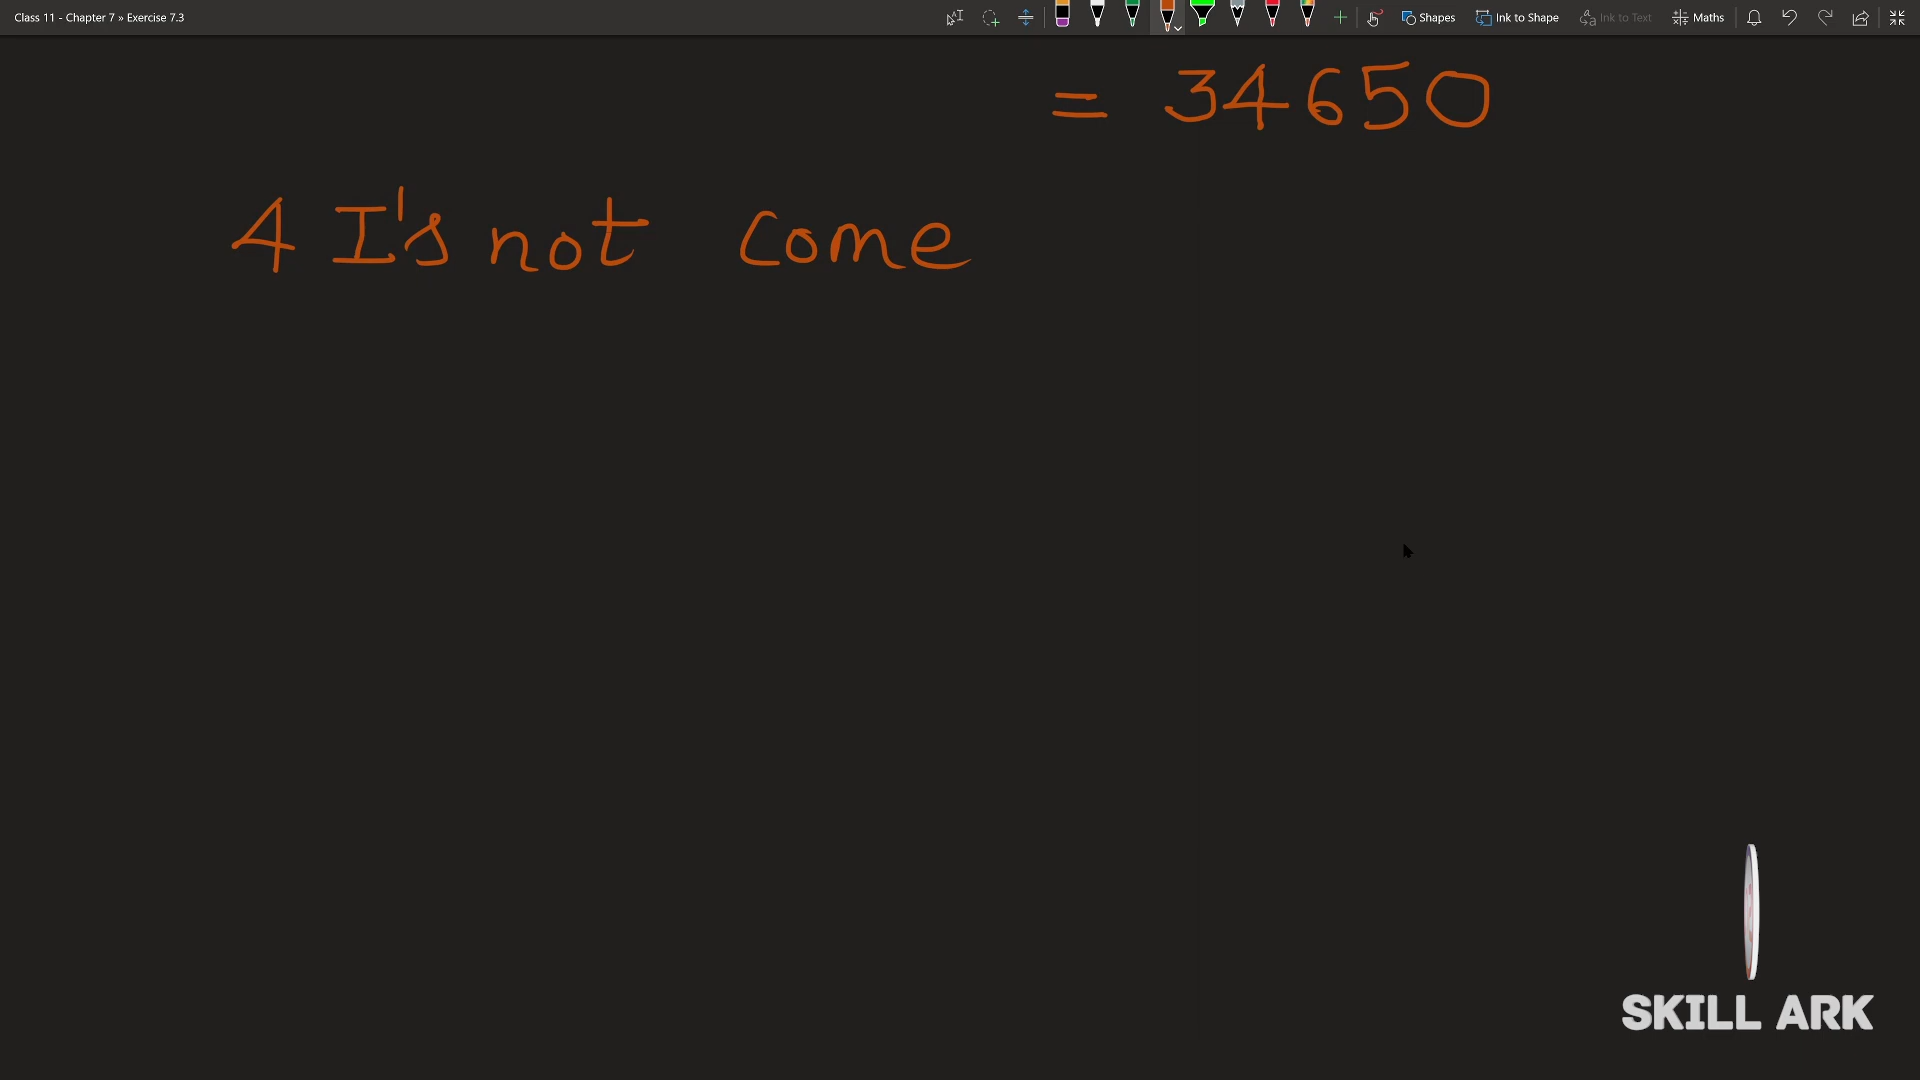 Class 11 - Chapter 7 » Exercise 7.3
Shapes Ink to Shape Ink to Text Maths
= 34650
4 I's not come
SKILL ARK